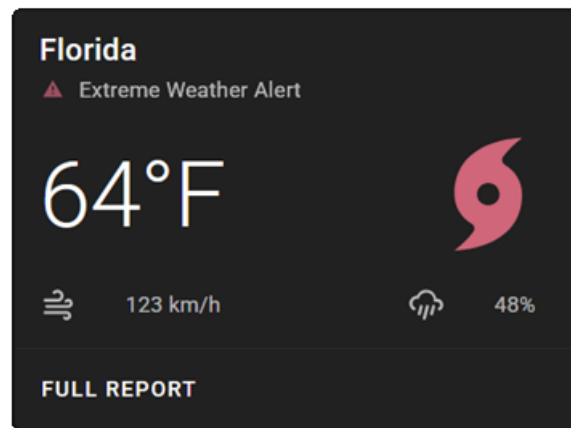 Florida
Extreme Weather Alert
64°F
123 km/h
48%
FULL REPORT